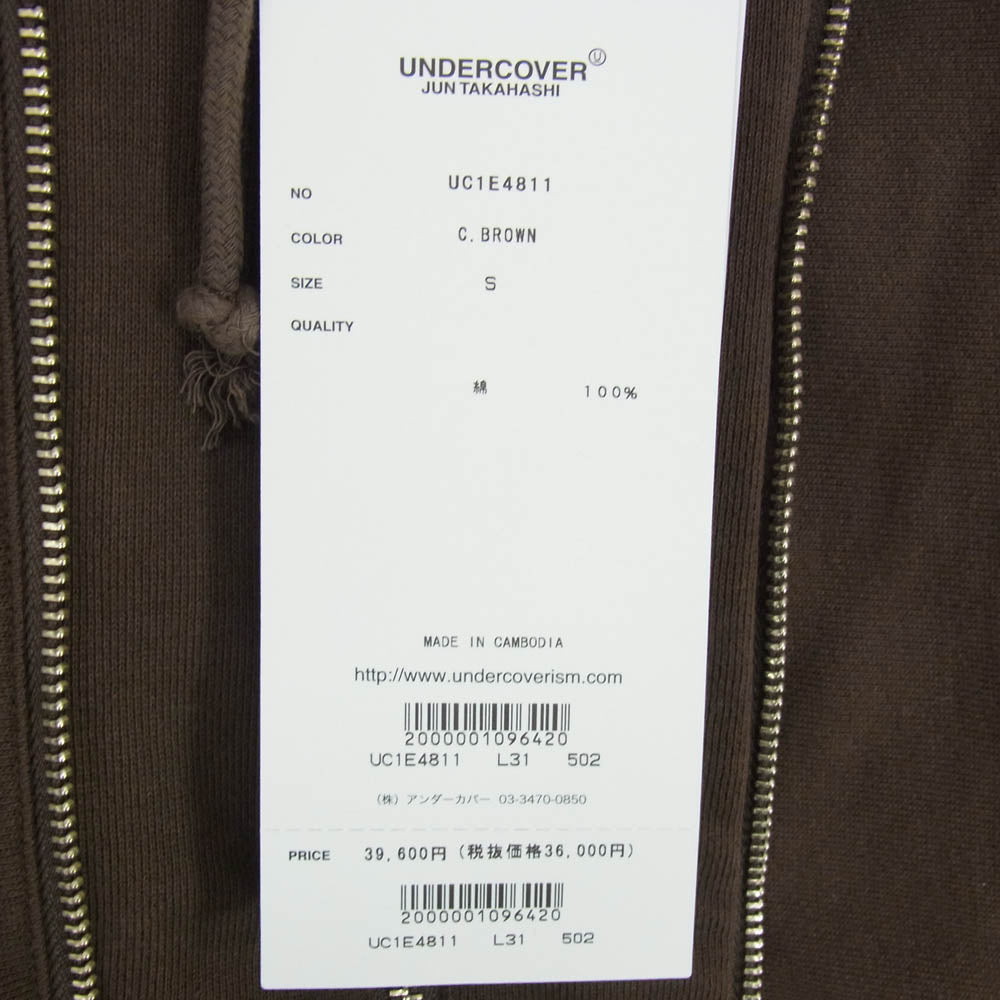 UNDERCOVER Ⓤ
JUN TAKAHASHI
NO UC1E4811
COLOR C.BROWN
SIZE S
QUALITY
綿 100%
MADE IN CAMBODIA
http://www.undercoverism.com
2000001096420
UC1E4811 L31 502
(株) アンダーカバー 03-3470-0850
PRICE 39,600円(税抜価格36,000円)
2000001096420
UC1E4811 L31 502